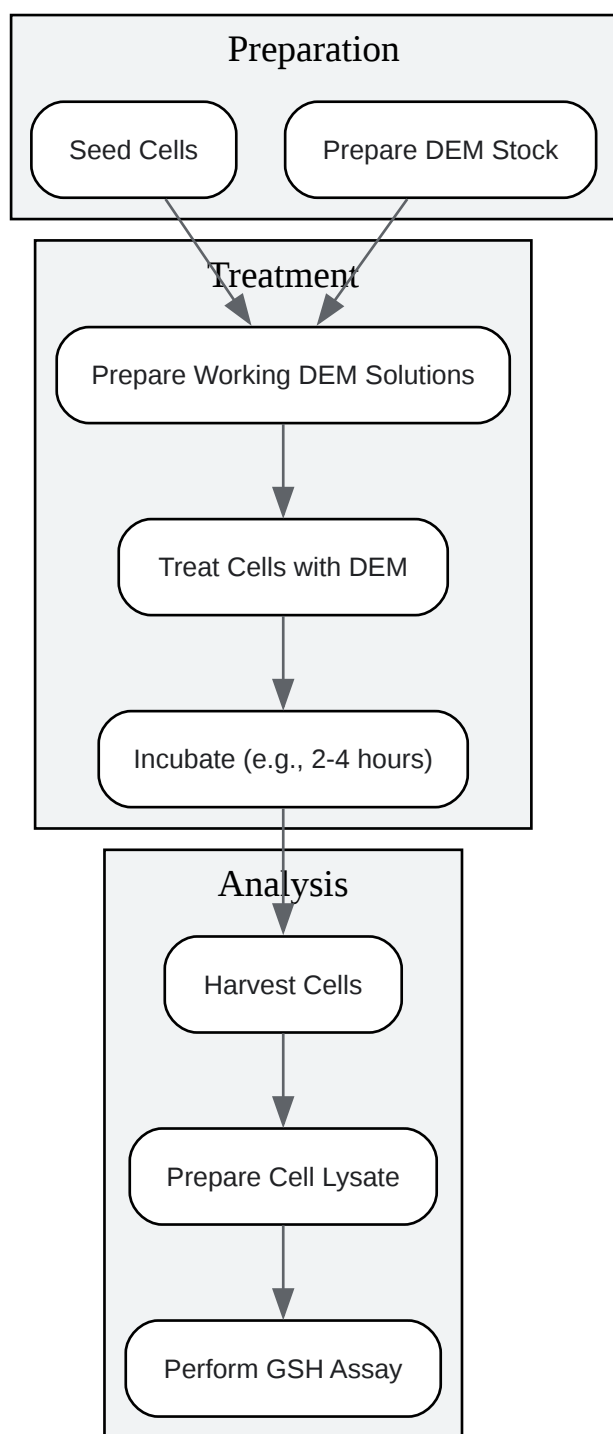 Preparation
Seed Cells
Prepare DEM Stock
Treatment
Prepare Working DEM Solutions
Treat Cells with DEM
Incubate (e.g., 2-4 hours)
Analysis
Harvest Cells
Prepare Cell Lysate
Perform GSH Assay